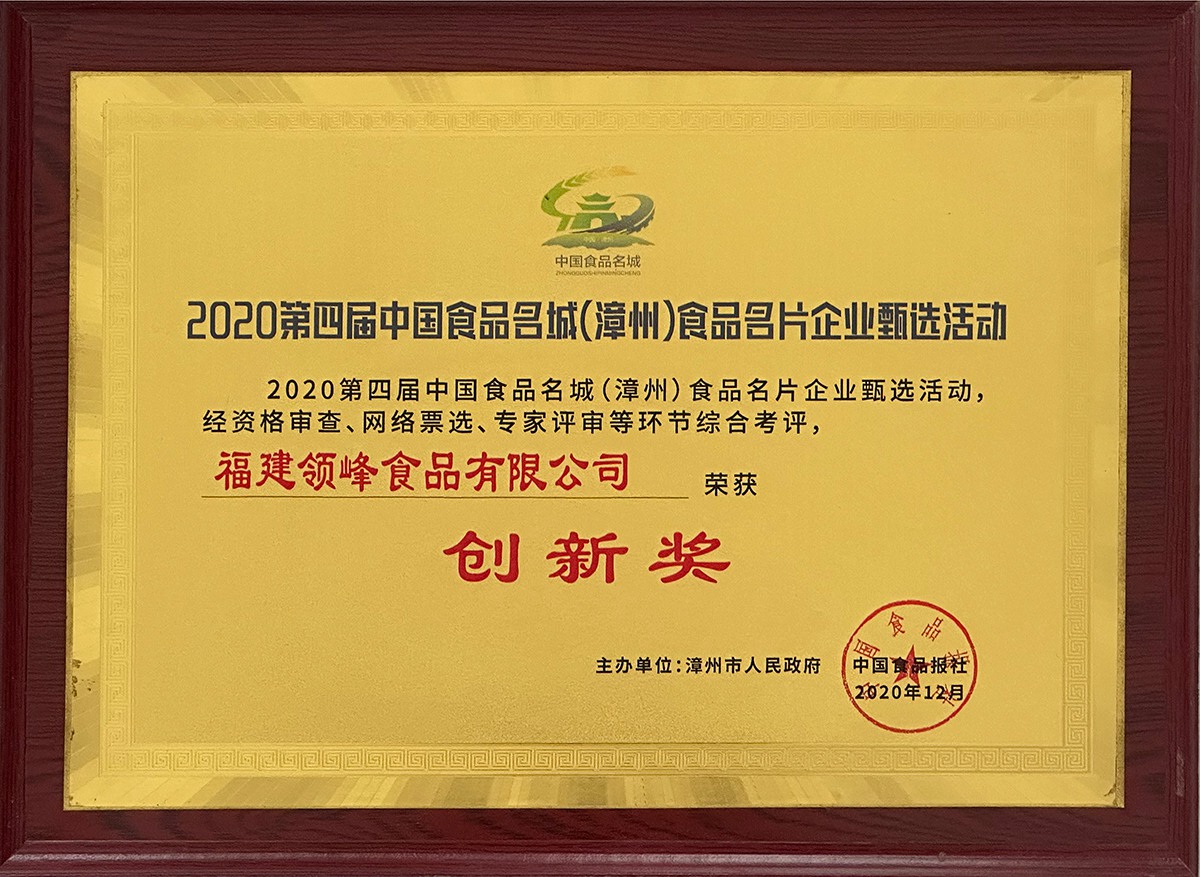 中国食品名城
2020第四届中国食品名城(漳州)食品名片企业甄选活动
2020第四届中国食品名城(漳州)食品名片企业甄选活动,
经资格审查、网络票选、专家评审等环节综合考评,
福建领峰食品有限公司 荣获
创新奖
主办单位:漳州市人民政府 中国食品报社
2020年12月